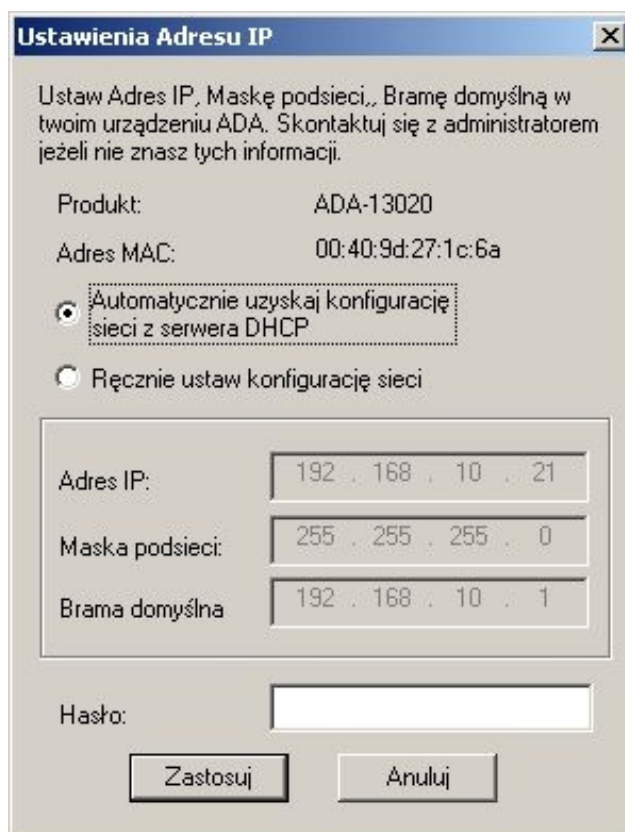 Ustawienia Adresu IP
Ustaw Adres IP, Maskę podsieci,, Bramę domyślną w
twoim urządzeniu ADA. Skontaktuj się z administratorem
jeżeli nie znasz tych informacji.
Produkt: ADA-13020
Adres MAC: 00:40:9d:27:1c:6a
Automatycznie uzyskaj konfigurację
sieci z serwera DHCP
Ręcznie ustaw konfigurację sieci
Adres IP: 192 . 168 . 10 . 21
Maska podsieci: 255 . 255 . 255 . 0
Brama domyślna 192 . 168 . 10 . 1
Hasło:
Zastosuj Anuluj